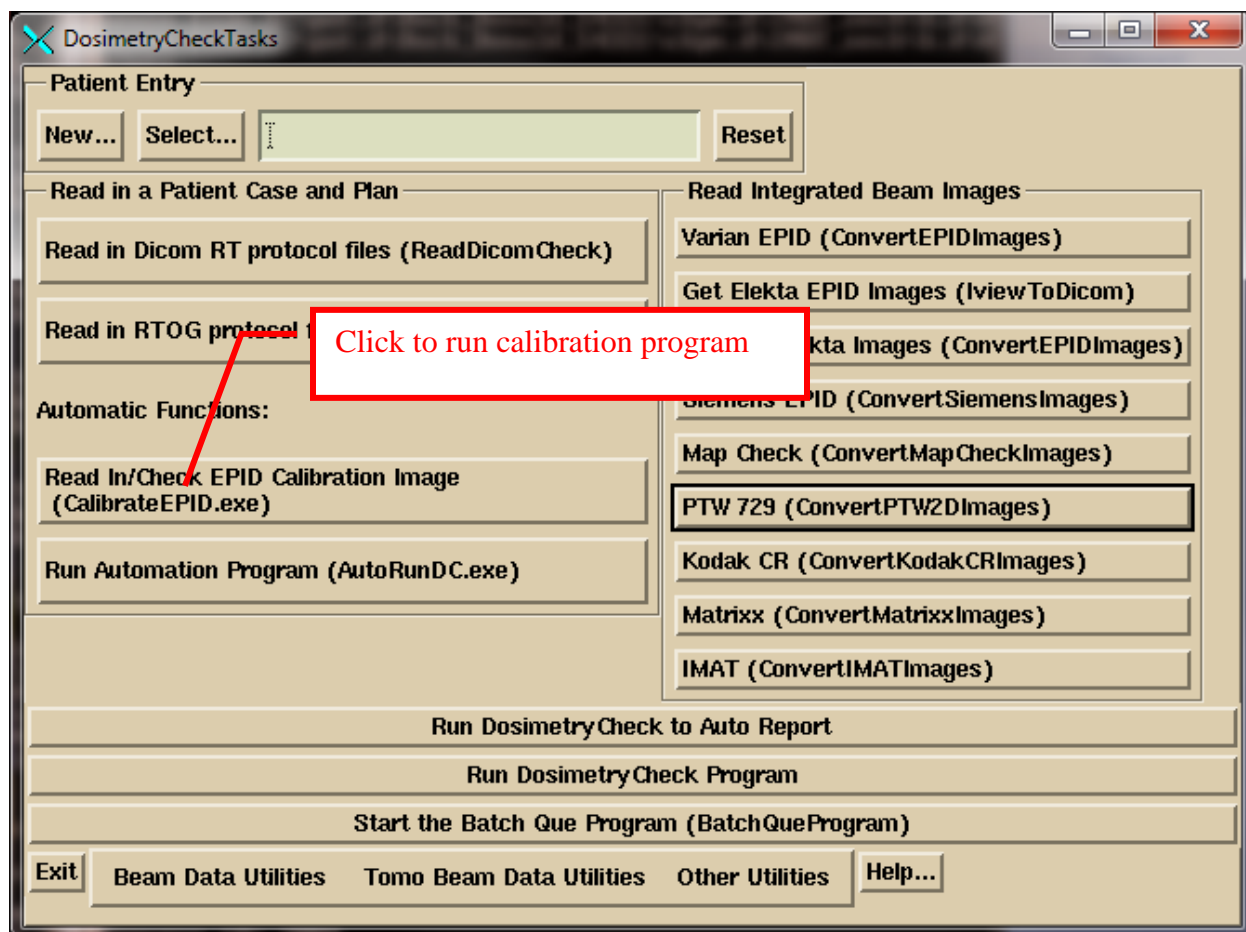 DosimetryCheckTasks
Patient Entry
New...
Select...
Reset
Read in a Patient Case and Plan
Read in Dicom RT protocol files (ReadDicomCheck)
Read in RTOG protocol
Click to run calibration program
Automatic Functions:
Read In/Check EPID Calibration Image
(CalibrateEPID.exe)
Run Automation Program (AutoRunDC.exe)
Read Integrated Beam Images
Varian EPID (ConvertEPIDImages)
Get Elekta EPID Images (IviewToDicom)
Images (ConvertEPIDImages)
Siemens EPID (ConvertSiemensImages)
Map Check (ConvertMapCheckImages)
PTW 729 (ConvertPTW2DImages)
Kodak CR (ConvertKodakCRImages)
Matrixx (ConvertMatrixxImages)
IMAT (ConvertIMATImages)
Run DosimetryCheck to Auto Report
Run DosimetryCheck Program
Start the Batch Que Program (BatchQueProgram)
Exit
Beam Data Utilities
Tomo Beam Data Utilities
Other Utilities
Help...